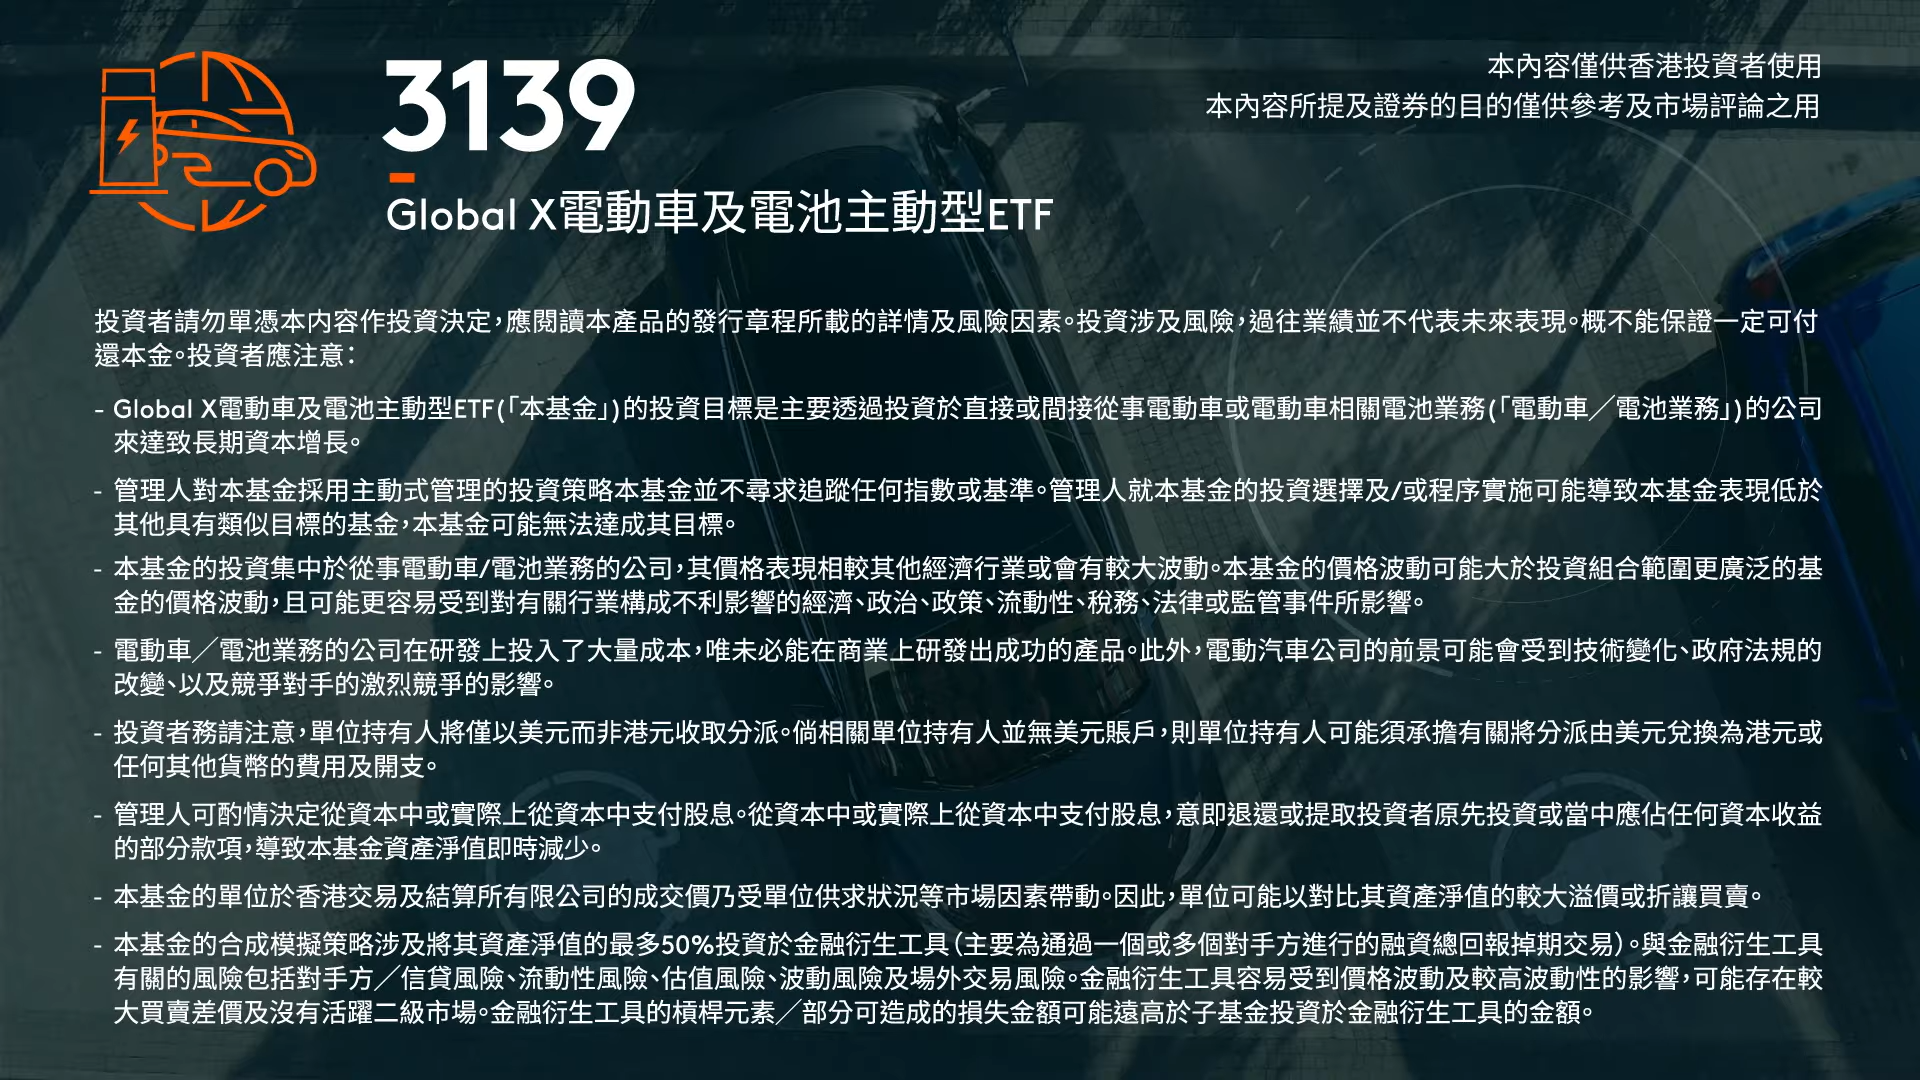 3139
本內容僅供香港投資者使用
本內容所提及證券的目的僅供參考及市場評論之用
Global X電動車及電池主動型ETF
投資者請勿單憑本內容作投資決定，應閱讀本產品的發行章程所載的詳情及風險因素。投資涉及風險，過往業績並不代表未來表現。概不能保證一定可付
還本金。投資者應注意：
- Global X電動車及電池主動型ETF(「本基金」)的投資目標是主要透過投資於直接或間接從事電動車或電動車相關電池業務(「電動車／電池業務」)的公司
來達致長期資本增長。
- 管理人對本基金採用主動式管理的投資策略本基金並不尋求追蹤任何指數或基準。管理人就本基金的投資選擇及/或程序實施可能導致本基金表現低於
其他具有類似目標的基金，本基金可能無法達成其目標。
- 本基金的投資集中於從事電動車/電池業務的公司，其價格表現相較其他經濟行業或會有較大波動。本基金的價格波動可能大於投資組合範圍更廣泛的基
金的價格波動，且可能更容易受到對有關行業構成不利影響的經濟、政治、政策、流動性、稅務、法律或監管事件所影響。
- 電動車／電池業務的公司在研發上投入了大量成本，唯未必能在商業上研發出成功的產品。此外，電動汽車公司的前景可能會受到技術變化、政府法規的
改變、以及競爭對手的激烈競爭的影響。
- 投資者務請注意，單位持有人將僅以美元而非港元收取分派。倘相關單位持有人並無美元賬戶，則單位持有人可能須承擔有關將分派由美元兌換為港元或
任何其他貨幣的費用及開支。
- 管理人可酌情決定從資本中或實際上從資本中支付股息。從資本中或實際上從資本中支付股息，意即退還或提取投資者原先投資或當中應佔任何資本收益
的部分款項，導致本基金資產淨值即時減少。
- 本基金的單位於香港交易及結算所有限公司的成交價乃受單位供求狀況等市場因素帶動。因此，單位可能以對比其資產淨值的較大溢價或折讓買賣。
- 本基金的合成模擬策略涉及將其資產淨值的最多50%投資於金融衍生工具（主要為通過一個或多個對手方進行的融資總回報掉期交易）。與金融衍生工具
有關的風險包括對手方／信貸風險、流動性風險、估值風險、波動風險及場外交易風險。金融衍生工具容易受到價格波動及較高波動性的影響，可能存在較
大買賣差價及沒有活躍二級市場。金融衍生工具的槓桿元素／部分可造成的損失金額可能遠高於子基金投資於金融衍生工具的金額。